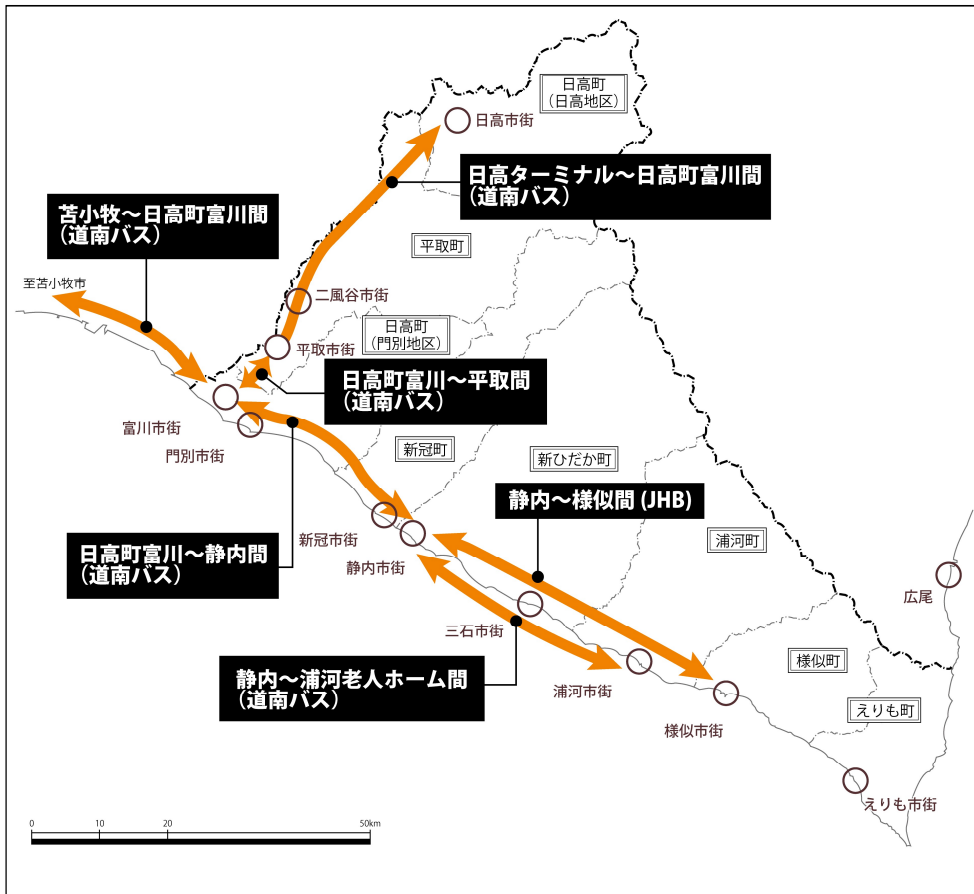 日高町
（日高地区）
日高市街
日高ターミナル～日高町富川間
（道南バス）
苫小牧～日高町富川間
（道南バス）
平取町
至苫小牧市
二風谷市街
日高町
（門別地区）
平取市街
日高町富川～平取間
（道南バス）
富川市街
門別市街
新冠町
新ひだか町
静内～様似間 (JHB)
新冠市街
静内市街
日高町富川～静内間
（道南バス）
浦河町
広尾
三石市街
様似町
静内～浦河老人ホーム間
（道南バス）
浦河市街
様似市街
えりも町
えりも市街
0 10 20 50km